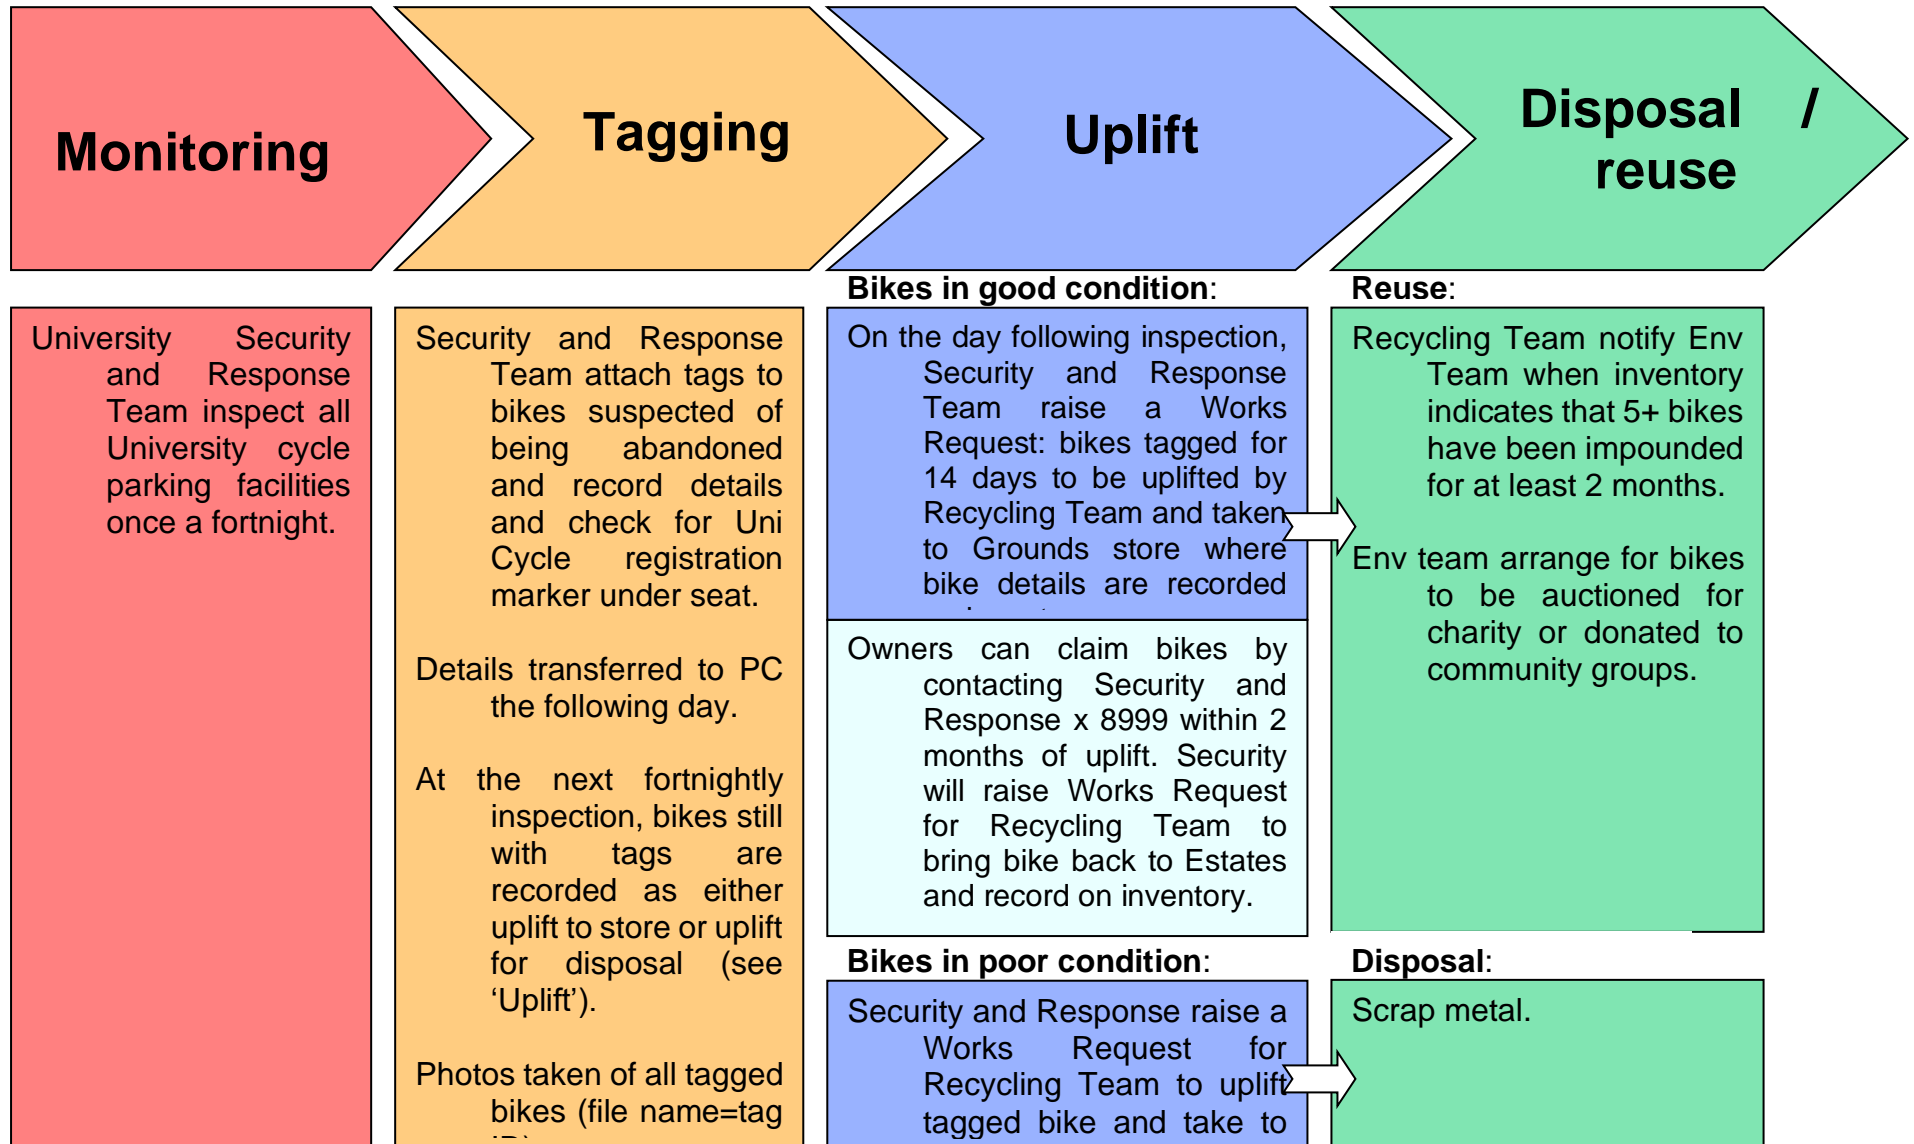 Monitoring
Tagging
Uplift
Disposal /
reuse
University Security
and Response
Team inspect all
University cycle
parking facilities
once a fortnight.
Security and Response
Team attach tags to
bikes suspected of
being abandoned
and record details
and check for Uni
Cycle registration
marker under seat.
Details transferred to PC
the following day.
At the next fortnightly
inspection, bikes still
with tags are
recorded as either
uplift to store or uplift
for disposal (see
‘Uplift’).
Photos taken of all tagged
bikes (file name=tag
Bikes in good condition:
On the day following inspection,
Security and Response
Team raise a Works
Request: bikes tagged for
14 days to be uplifted by
Recycling Team and taken
to Grounds store where
bike details are recorded
Owners can claim bikes by
contacting Security and
Response x 8999 within 2
months of uplift. Security
will raise Works Request
for Recycling Team to
bring bike back to Estates
and record on inventory.
Bikes in poor condition:
Security and Response raise a
Works Request for
Recycling Team to uplift
tagged bike and take to
Reuse:
Recycling Team notify Env
Team when inventory
indicates that 5+ bikes
have been impounded
for at least 2 months.
Env team arrange for bikes
to be auctioned for
charity or donated to
community groups.
Disposal:
Scrap metal.